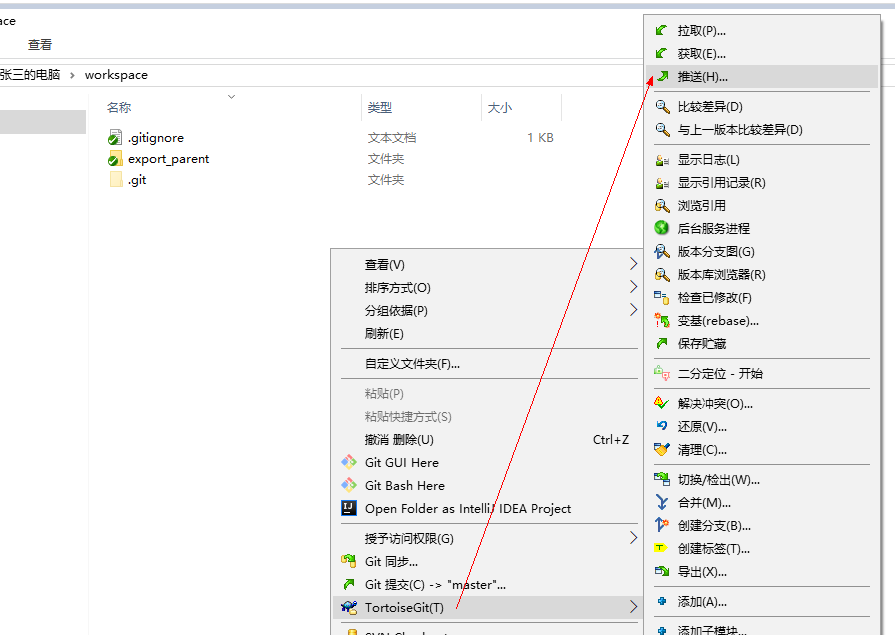 ace
查看
张三的电脑 › workspace
名称 类型 大小
.gitignore 文本文档 1 KB
export_parent 文件夹
.git 文件夹
查看(V)
排序方式(O)
分组依据(P)
刷新(E)
自定义文件夹(F)...
粘贴(P)
粘贴快捷方式(S)
撤消 删除(U) Ctrl+Z
Git GUI Here
Git Bash Here
Open Folder as IntelliJ IDEA Project
授予访问权限(G)
Git 同步...
Git 提交(C) -> "master"...
TortoiseGit(T)
拉取(P)...
获取(E)...
推送(H)...
比较差异(D)
与上一版本比较差异(D)
显示日志(L)
显示引用记录(R)
浏览引用
后台服务进程
版本分支图(G)
版本库浏览器(R)
检查已修改(F)
变基(rebase)...
保存贮藏
二分定位 - 开始
解决冲突(O)...
还原(V)...
清理(C)...
切换/检出(W)...
合并(M)...
创建分支(B)...
创建标签(T)...
导出(X)...
添加(A)...
添加子模块...